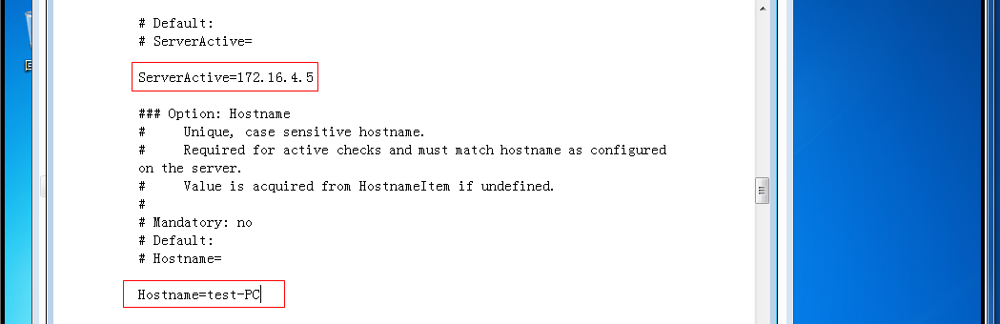 # Default:
# ServerActive=
ServerActive=172.16.4.5
### Option: Hostname
#     Unique, case sensitive hostname.
#     Required for active checks and must match hostname as configured
on the server.
#     Value is acquired from HostnameItem if undefined.
#
# Mandatory: no
# Default:
# Hostname=
Hostname=test-PC